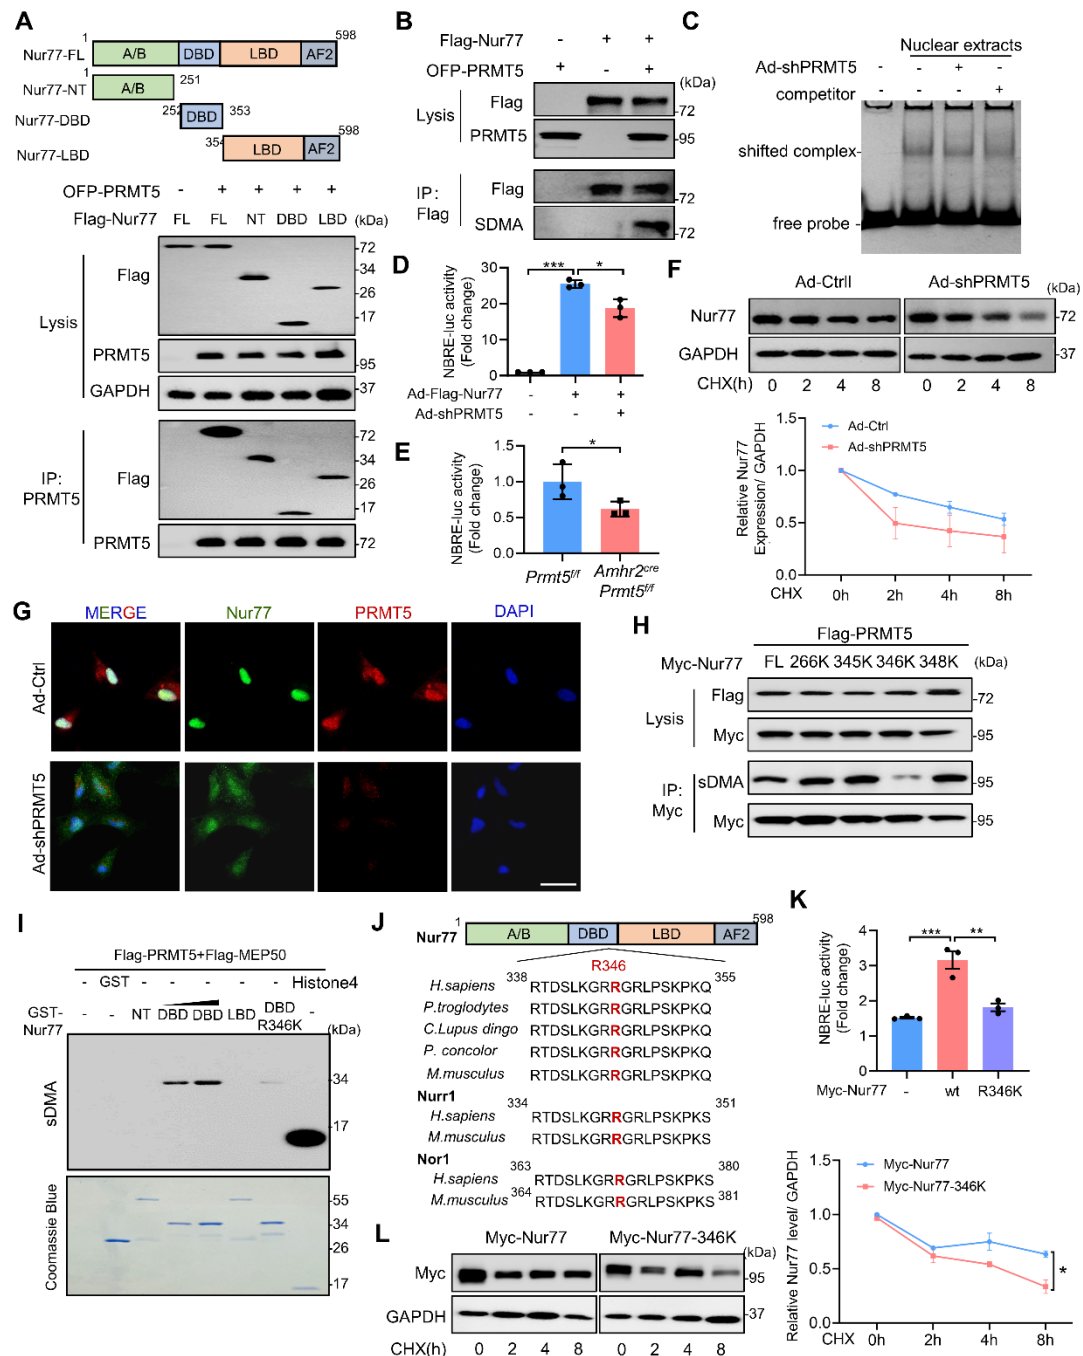 A
1
598
Nur77-FL
A/B
DBD
LBD
AF2
1
Nur77-NT
A/B
251
252
353
Nur77-DBD
DBD
354
598
Nur77-LBD
LBD
AF2
OFP-PRMT5 - + + + +
Flag-Nur77 FL FL NT DBD LBD (kDa)
Lysis
Flag
-72
-34
-26
-17
PRMT5
95
GAPDH
-37
IP:
PRMT5
Flag
-72
-34
-26
-17
PRMT5
-72
B
Flag-Nur77 - + +
OFP-PRMT5 + - + (kDa)
Lysis
Flag
-72
PRMT5
-95
IP:
Flag
Flag
-72
SDMA
-72
C
Nuclear extracts
Ad-shPRMT5 - - + -
competitor - - - +
shifted complex-
free probe -
D
NBRE-luc activity
(Fold change)
30
20
10
0
***
*
Ad-Flag-Nur77 - + +
Ad-shPRMT5 - - +
E
NBRE-luc activity
(Fold change)
1.5
1.0
0.5
0.0
*
Prmt5f/f
Amhr2cre
Prmt5f/f
F
Ad-Ctrll
Ad-shPRMT5
(kDa)
Nur77
-72
GAPDH
-37
CHX(h) 0 2 4 8 0 2 4 8
Relative Nur77
Expression/ GAPDH
1.5
1.0
0.5
0.0
Ad-Ctrl
Ad-shPRMT5
CHX 0h 2h 4h 8h
G
MERGE
Nur77
PRMT5
DAPI
Ad-Ctrl
Ad-shPRMT5
H
Flag-PRMT5
Myc-Nur77 FL 266K 345K 346K 348K (kDa)
Lysis
Flag
-72
Myc
-95
IP:
Myc
sDMA
-95
Myc
-95
I
Flag-PRMT5+Flag-MEP50
- GST - - - - - Histone4
GST-
Nur77
- - NT DBD DBD LBD DBD R346K -
(kDa)
sDMA
-34
-17
Coomassie Blue
-55
-34
-26
-17
J
1
598
Nur77
A/B
DBD
LBD
AF2
R346
338
355
H.sapiens RTDSLKGRRGRLPSKPKQ
P.troglodytes RTDSLKGRRGRLPSKPKQ
C.Lupus dingo RTDSLKGRRGRLPSKPKQ
P. concolor RTDSLKGRRGRLPSKPKQ
M.musculus RTDSLKGRRGRLPSKPKQ
Nurr1
334
351
H.sapiens RTDSLKGRRGRLPSKPKS
M.musculus RTDSLKGRRGRLPSKPKS
Nor1
363
380
H.sapiens RTDSLKGRRGRLPSKPKS
M.musculus RTDSLKGRRGRLPSKPKS
364
381
K
NBRE-luc activity
(Fold change)
4
3
2
1
0
***
**
Myc-Nur77 - wt R346K
L
Myc-Nur77
Myc-Nur77-346K
(kDa)
Myc
-95
GAPDH
-37
CHX(h) 0 2 4 8 0 2 4 8
Relative Nur77 level/ GAPDH
1.5
1.0
0.5
0.0
Myc-Nur77
Myc-Nur77-346K
*
CHX 0h 2h 4h 8h